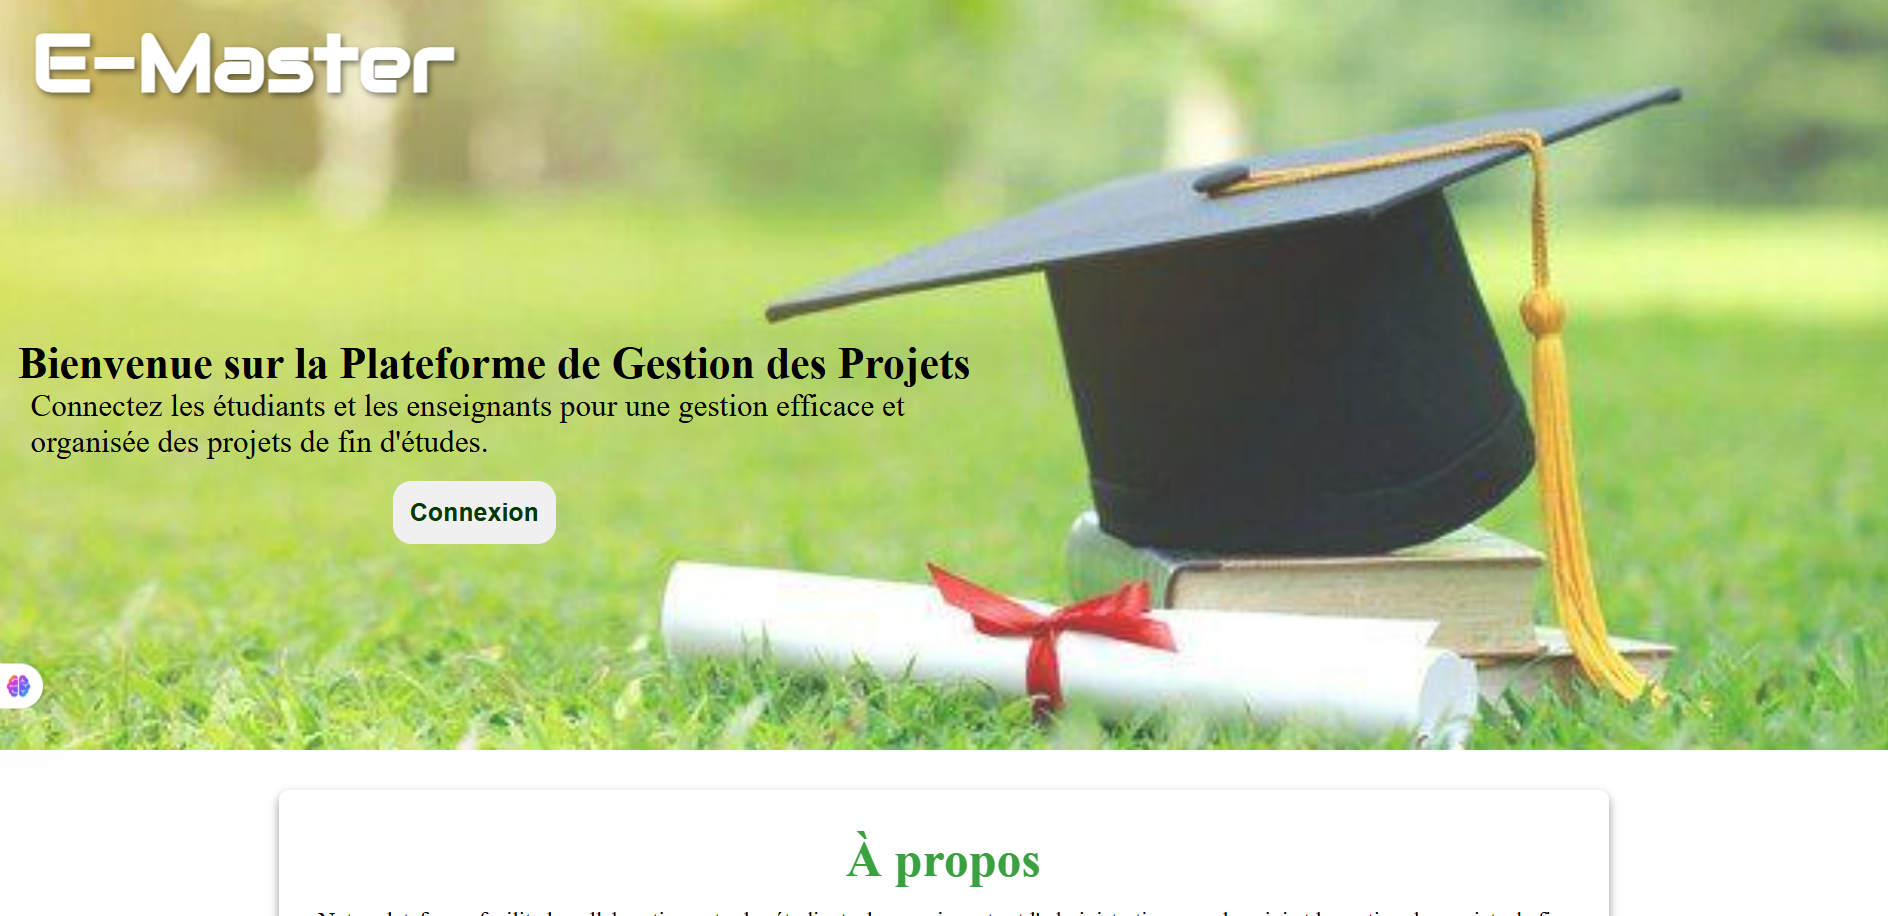 E-Master
Bienvenue sur la Plateforme de Gestion des Projets
Connectez les étudiants et les enseignants pour une gestion efficace et
organisée des projets de fin d'études.
Connexion
À propos